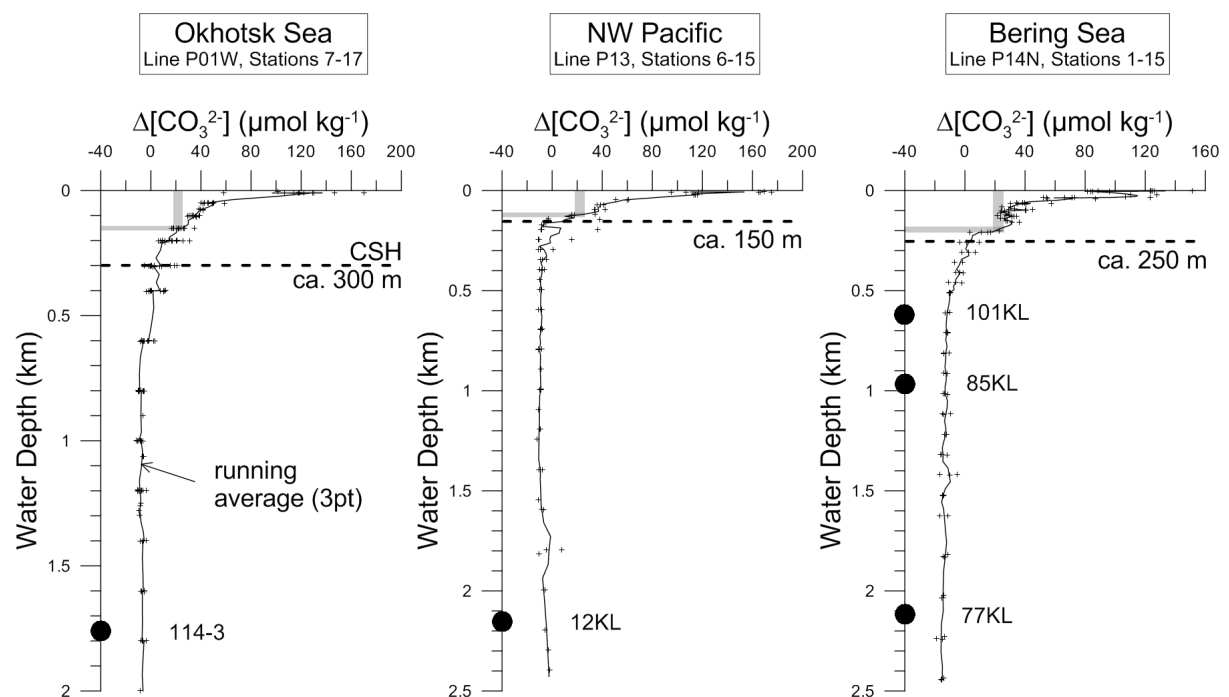 Okhotsk Sea
Line P01W, Stations 7-17
Δ[CO₃²⁻] (µmol kg⁻¹)
-40 0 40 80 120 160 200
0
0.5
1
1.5
2
Water Depth (km)
CSH
ca. 300 m
running
average (3pt)
114-3
NW Pacific
Line P13, Stations 6-15
Δ[CO₃²⁻] (µmol kg⁻¹)
-40 0 40 80 120 160 200
0
0.5
1
1.5
2
2.5
Water Depth (km)
ca. 150 m
12KL
Bering Sea
Line P14N, Stations 1-15
Δ[CO₃²⁻] (µmol kg⁻¹)
-40 0 40 80 120 160
0
0.5
1
1.5
2
2.5
Water Depth (km)
ca. 250 m
101KL
85KL
77KL